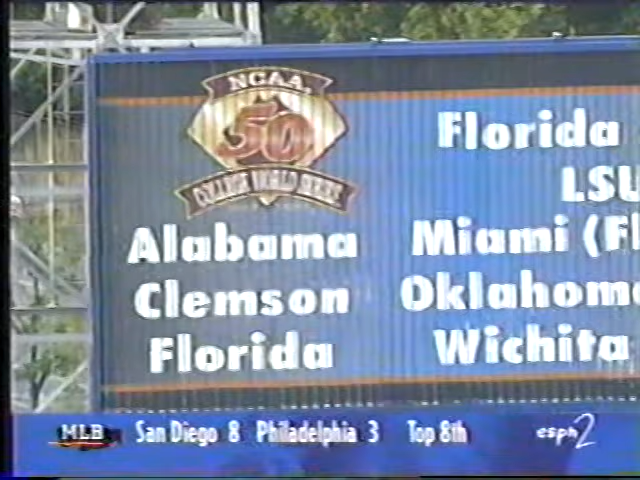 NCAA
50
COLLEGE WORLD SERIES
Alabama
Clemson
Florida
Florida
LSU
Miami (Fl
Oklahoma
Wichita
MLB San Diego 8 Philadelphia 3 Top 8th espn2